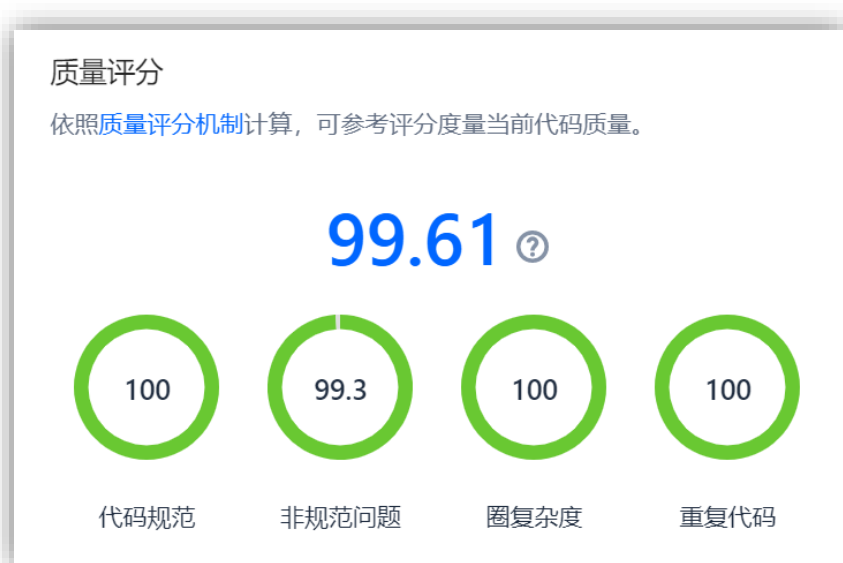 质量评分
依照质量评分机制计算，可参考评分度量当前代码质量。
99.61 ?
100 99.3 100 100
代码规范 非规范问题 圈复杂度 重复代码